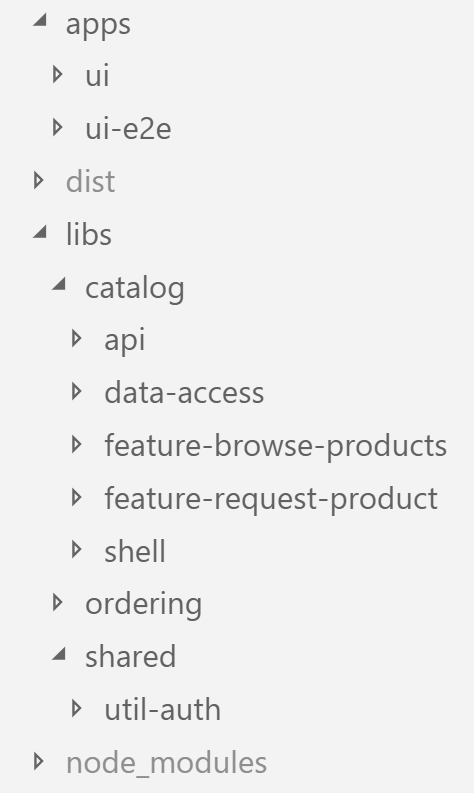 apps
ui
ui-e2e
dist
libs
catalog
api
data-access
feature-browse-products
feature-request-product
shell
ordering
shared
util-auth
node_modules